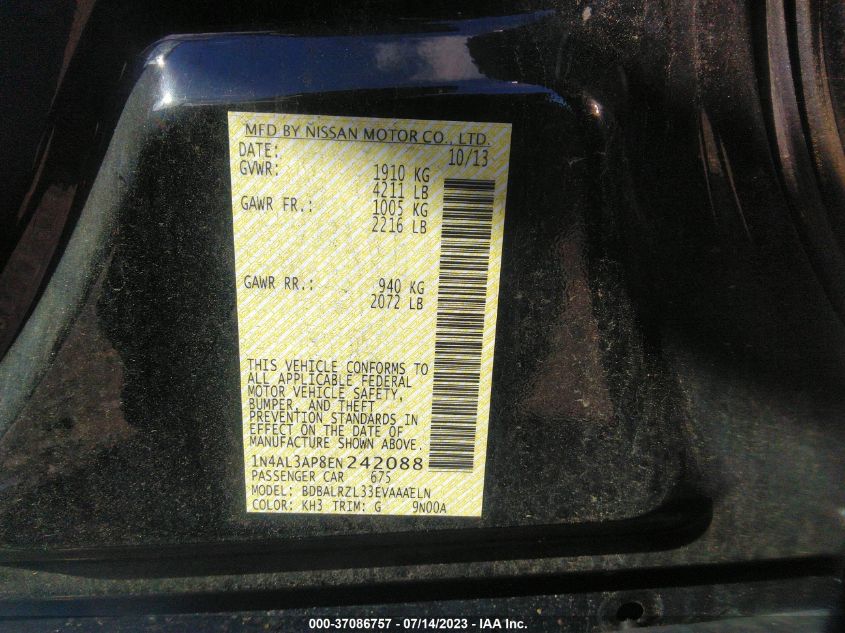 MFD BY NISSAN MOTOR CO., LTD.
DATE: 10/13
GVWR: 1910 KG
4211 LB
GAWR FR.: 1005 KG
2216 LB
GAWR RR.: 940 KG
2072 LB
THIS VEHICLE CONFORMS TO
ALL APPLICABLE FEDERAL
MOTOR VEHICLE SAFETY,
BUMPER, AND THEFT
PREVENTION STANDARDS IN
EFFECT ON THE DATE OF
MANUFACTURE SHOWN ABOVE.
1N4AL3AP8EN242088
PASSENGER CAR 675
MODEL: BDBALRZL33EVAAAELN
COLOR: KH3 TRIM: G 9N00A
000-37086757 / 07/14/2023 - IAA Inc.